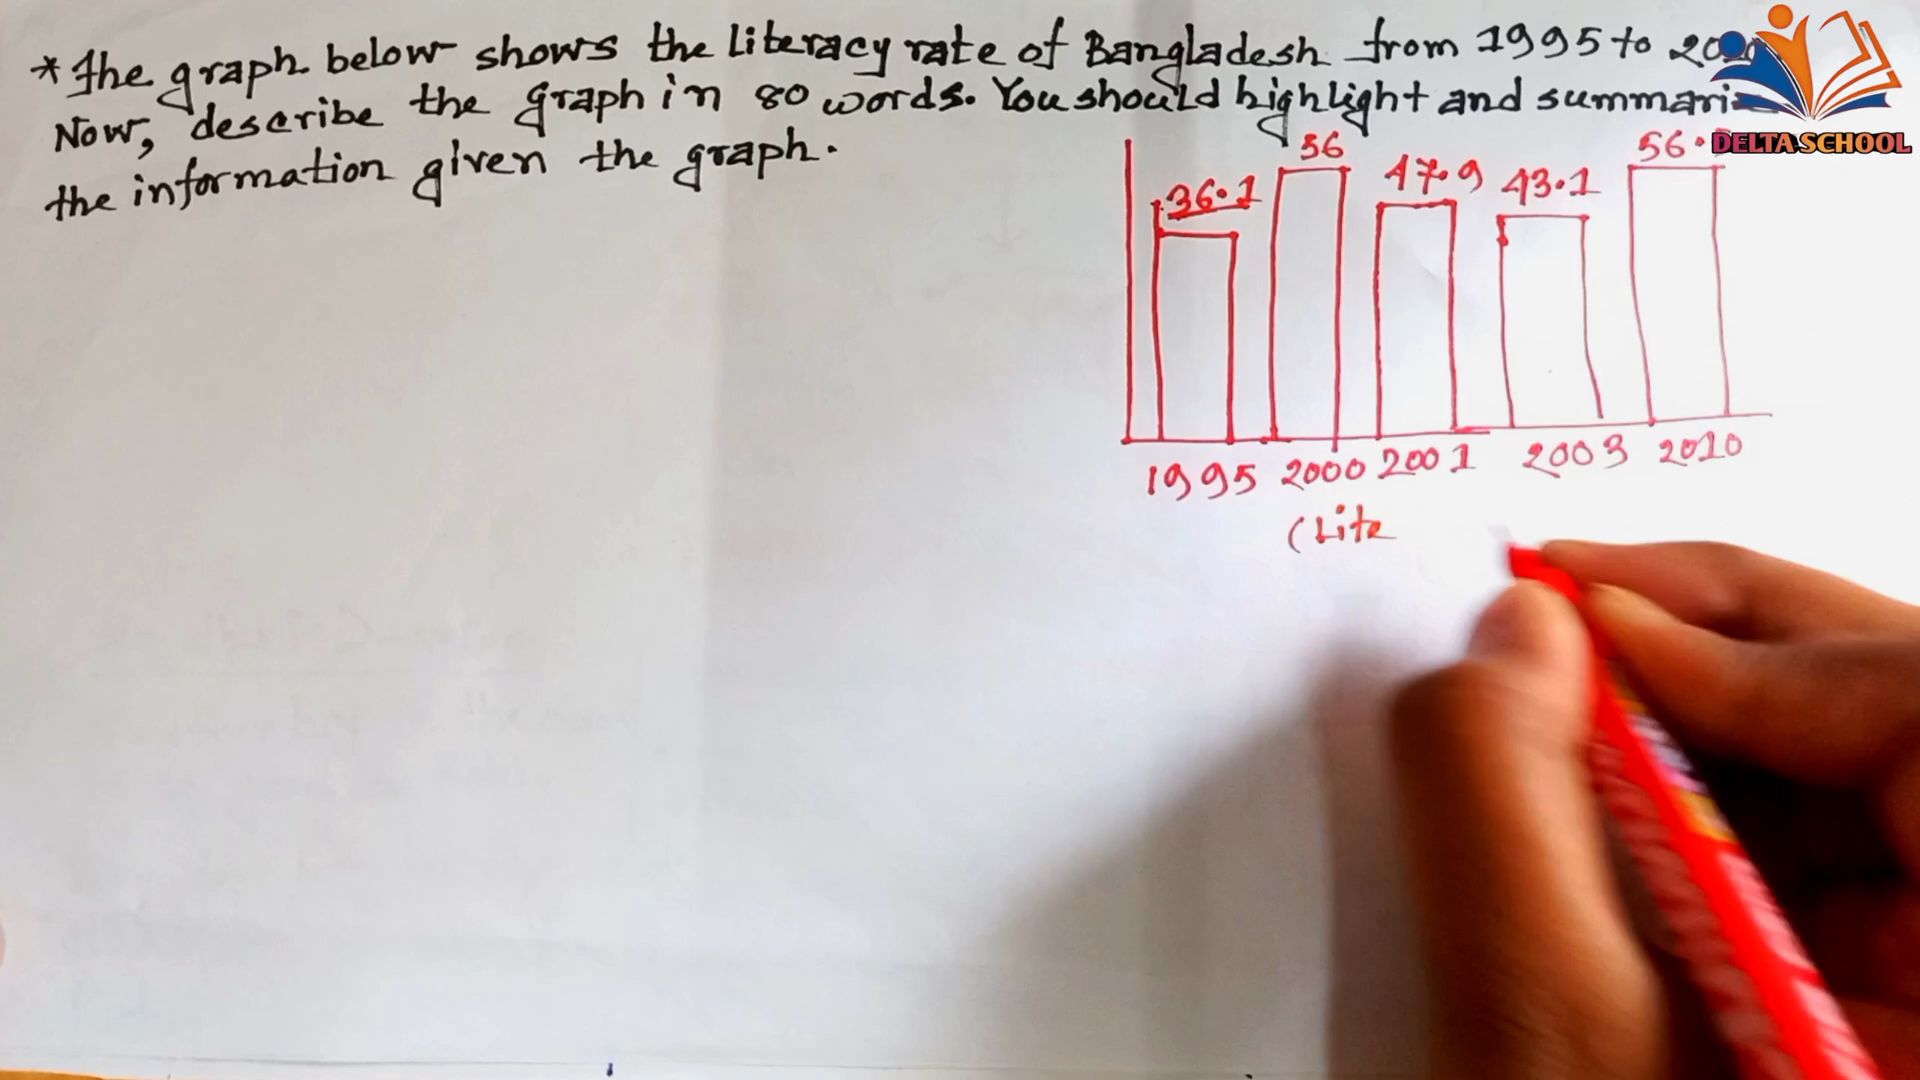 * The graph below shows the literacy rate of Bangladesh from 1995 to
Now, describe the graph in 80 words. You should highlight and
the information given the graph.
DELTA SCHOOL
36.1 56 47.9 43.1 56.
1995 2000 2001 2003 2010
(Lite